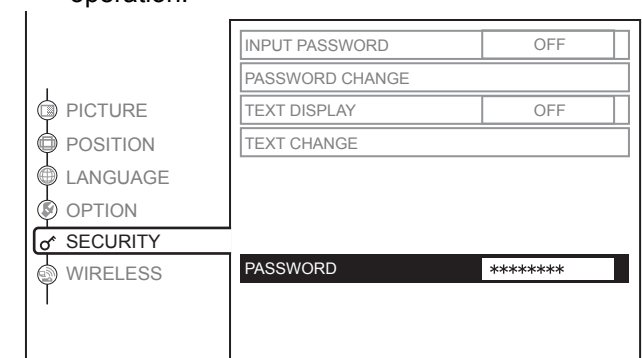 operation.
INPUT PASSWORD OFF
PASSWORD CHANGE
TEXT DISPLAY OFF
TEXT CHANGE
PICTURE
POSITION
LANGUAGE
OPTION
SECURITY
WIRELESS
PASSWORD ********